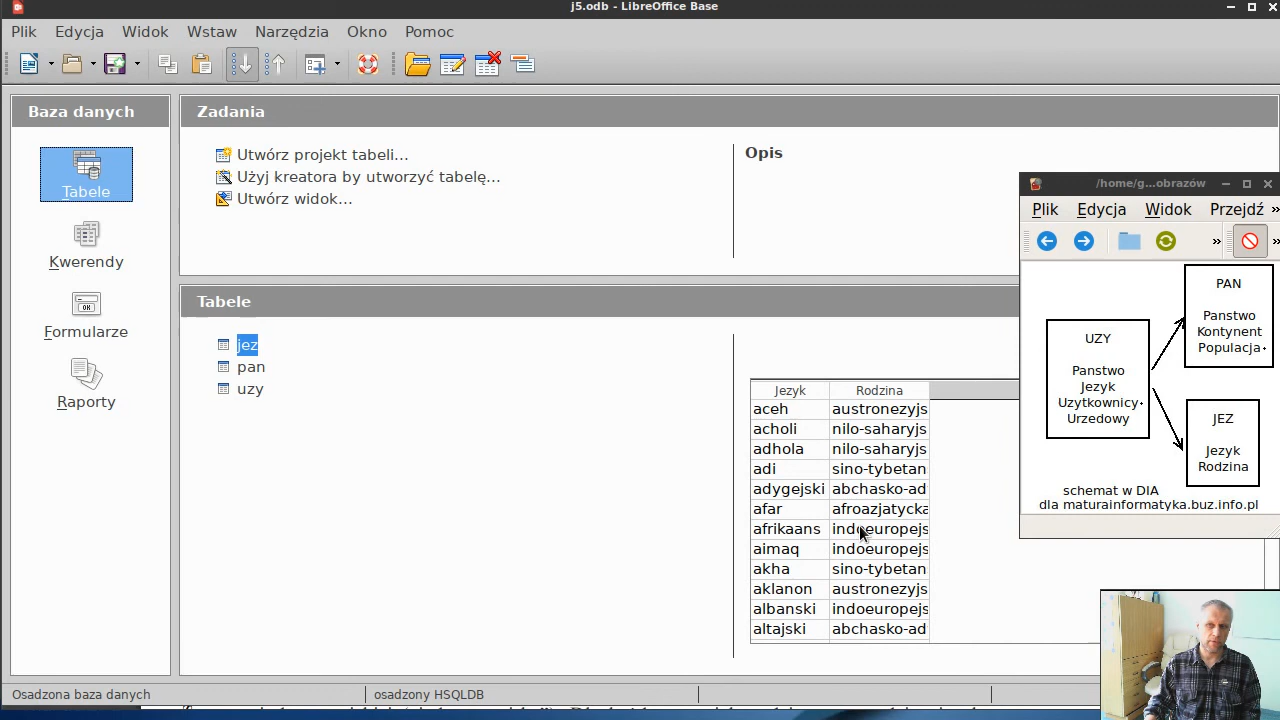 j5.odb - LibreOffice Base
Plik Edycja Widok Wstaw Narzędzia Okno Pomoc
Baza danych
Tabele
Kwerendy
Formularze
Raporty
Zadania
Utwórz projekt tabeli...
Użyj kreatora by utworzyć tabelę...
Utwórz widok...
Opis
Tabele
jez
pan
uzy
Jezyk Rodzina
aceh austronezyjs
acholi nilo-saharyjs
adhola nilo-saharyjs
adi sino-tybetan
adygejski abchasko-ad
afar afroazjatycka
afrikaans indoeuropejs
aimaq indoeuropejs
akha sino-tybetan
aklanon austronezyjs
albanski indoeuropejs
altajski abchasko-ad
/home/g...obrazów
Plik Edycja Widok Przejdź »
» »
PAN
Panstwo
Kontynent
Populacja
UZY
Panstwo
Jezyk
Uzytkownicy
Urzedowy
JEZ
Jezyk
Rodzina
schemat w DIA
dla maturainformatyka.buz.info.pl
Osadzona baza danych
osadzony HSQLDB